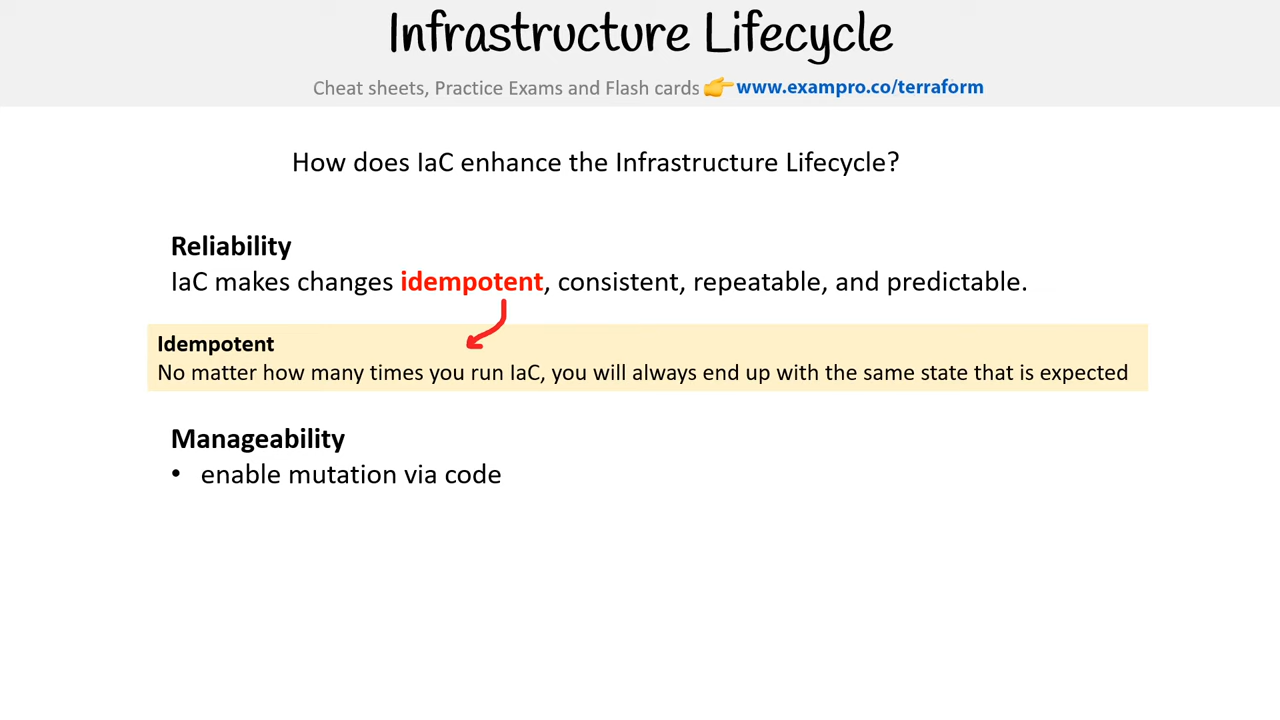 Infrastructure Lifecycle
Cheat sheets, Practice Exams and Flash cards 👉 www.exampro.co/terraform
How does IaC enhance the Infrastructure Lifecycle?
Reliability
IaC makes changes idempotent, consistent, repeatable, and predictable.
Idempotent
No matter how many times you run IaC, you will always end up with the same state that is expected
Manageability
• enable mutation via code